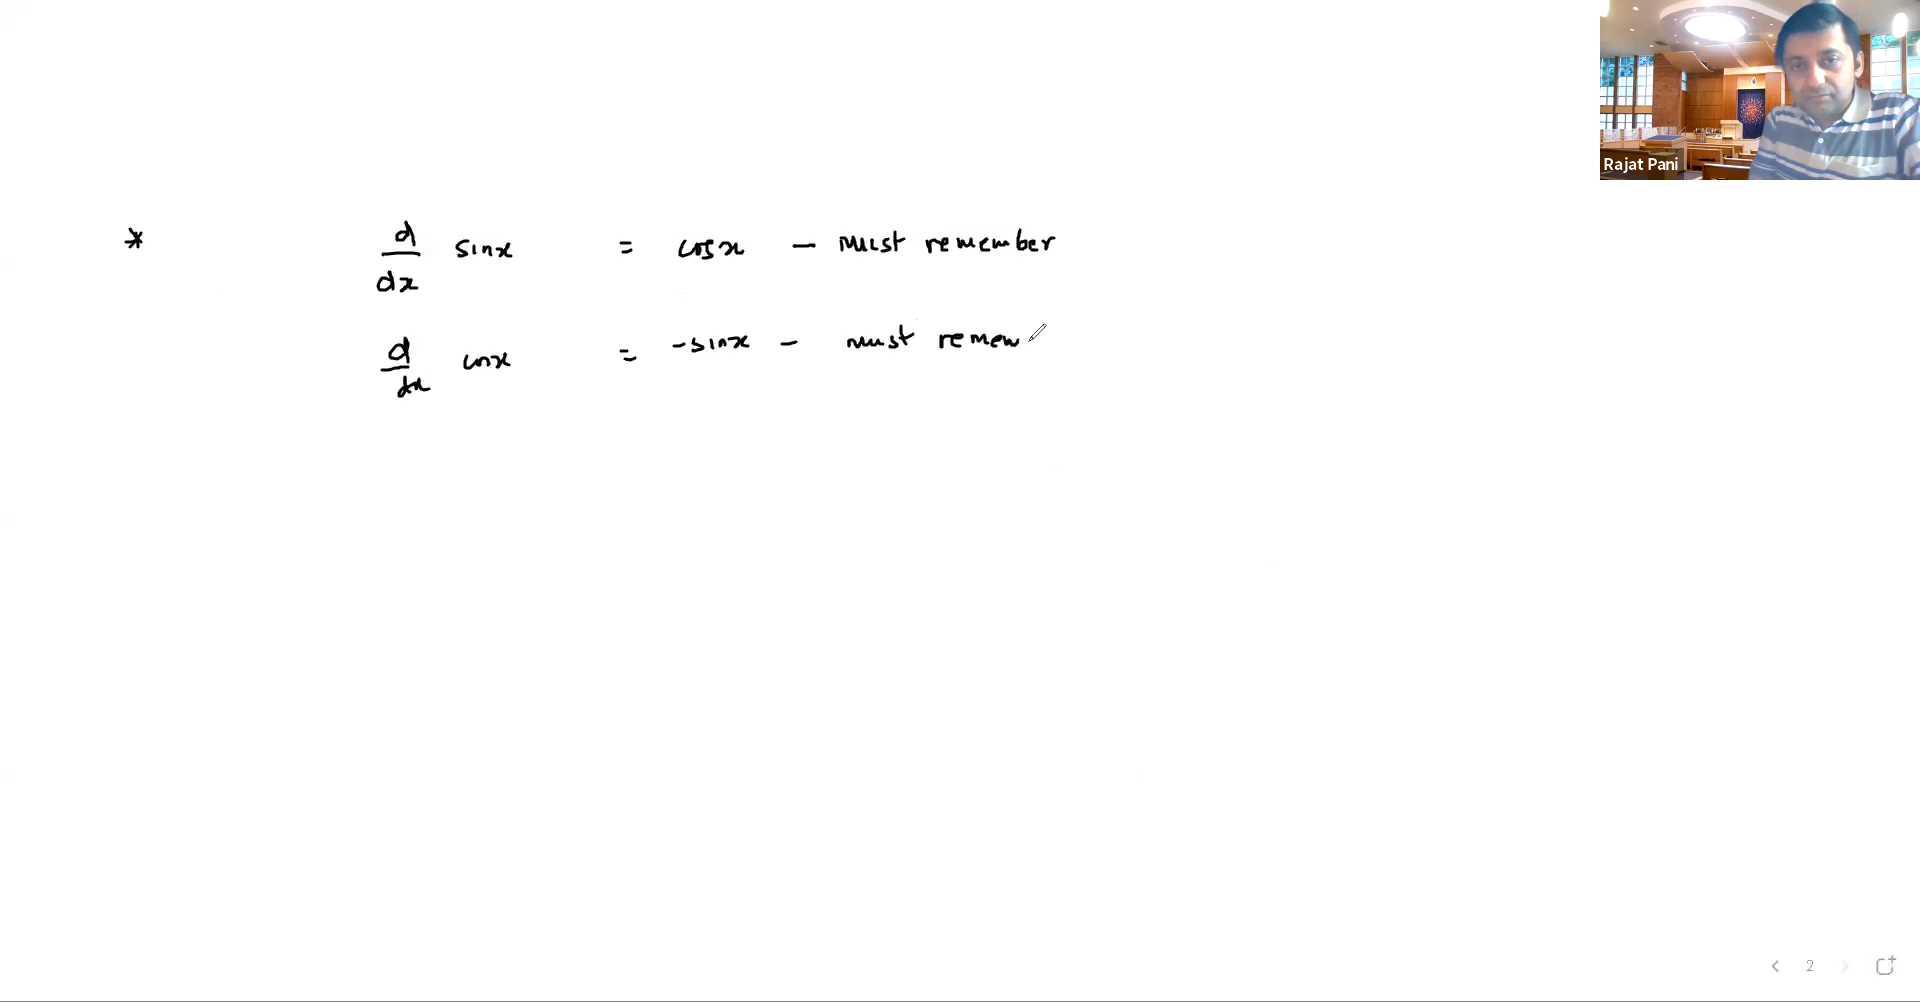 Rajat Pani
* d/dx sinx = cosx — must remember
d/dx cosx = -sinx - must remem
2